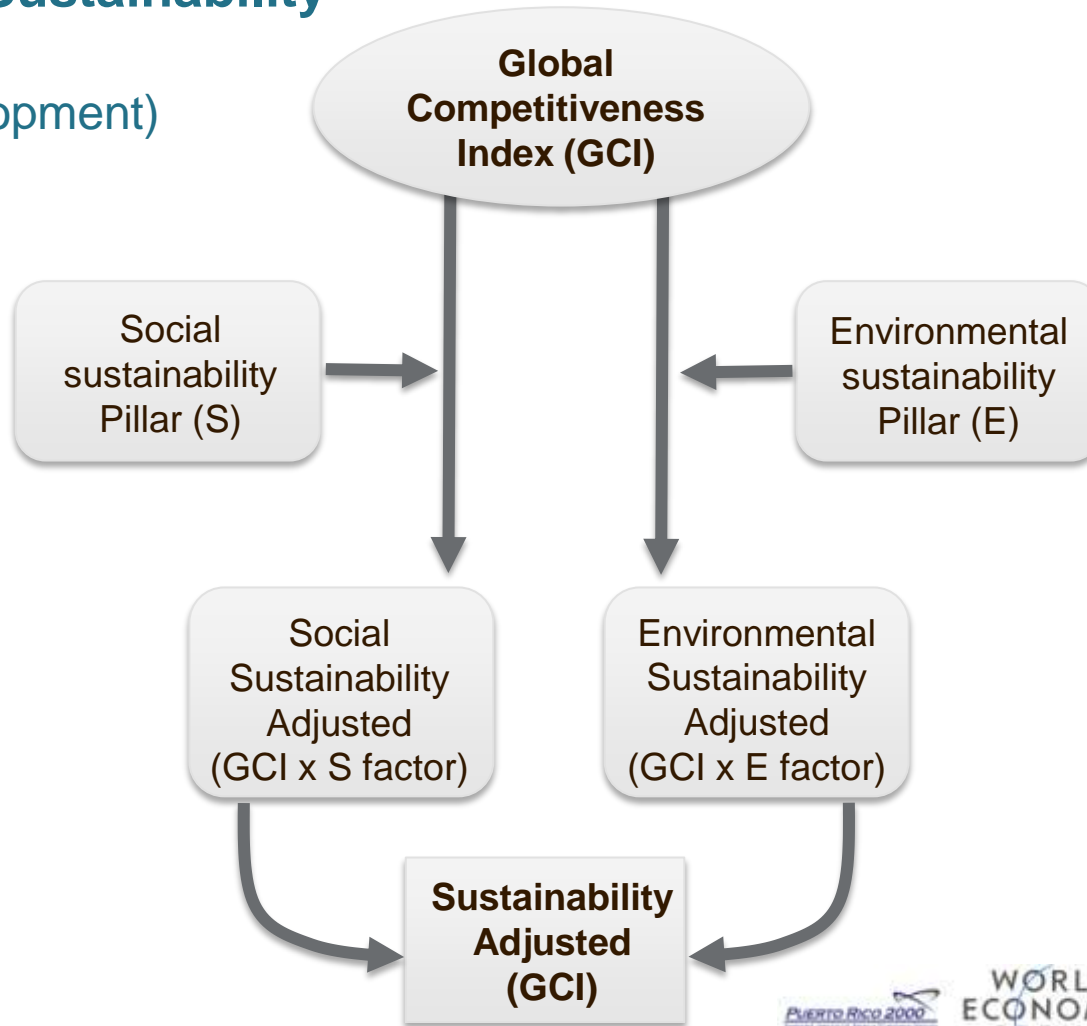 Sustainability
opment)
Global
Competitiveness
Index (GCI)
Social
sustainability
Pillar (S)
Environmental
sustainability
Pillar (E)
Social
Sustainability
Adjusted
(GCI x S factor)
Environmental
Sustainability
Adjusted
(GCI x E factor)
Sustainability
Adjusted
(GCI)
PUERTO RICO 2000
WORL
ECONO